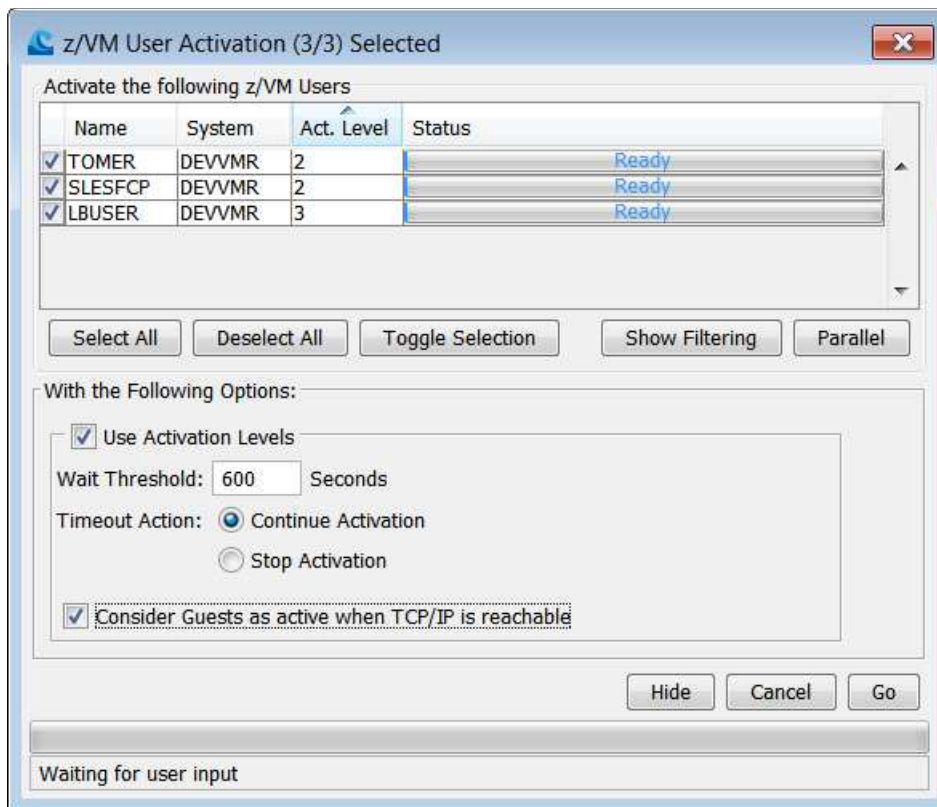 z/VM User Activation (3/3) Selected
Activate the following z/VM Users
Name System Act. Level Status
TOMER DEVVMR 2 Ready
SLESFCP DEVVMR 2 Ready
LBUSER DEVVMR 3 Ready
Select All Deselect All Toggle Selection Show Filtering Parallel
With the Following Options:
Use Activation Levels
Wait Threshold: 600 Seconds
Timeout Action: Continue Activation
Stop Activation
Consider Guests as active when TCP/IP is reachable
Hide Cancel Go
Waiting for user input